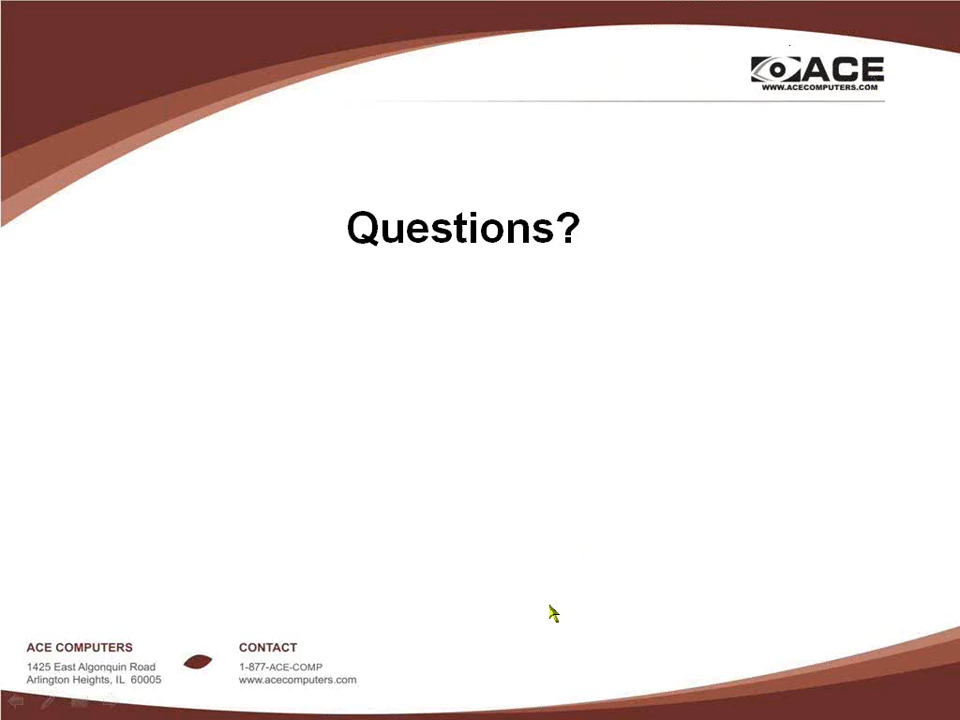 ACE
WWW.ACECOMPUTERS.COM
Questions?
ACE COMPUTERS
1425 East Algonquin Road
Arlington Heights, IL 60005
CONTACT
1-877-ACE-COMP
www.acecomputers.com